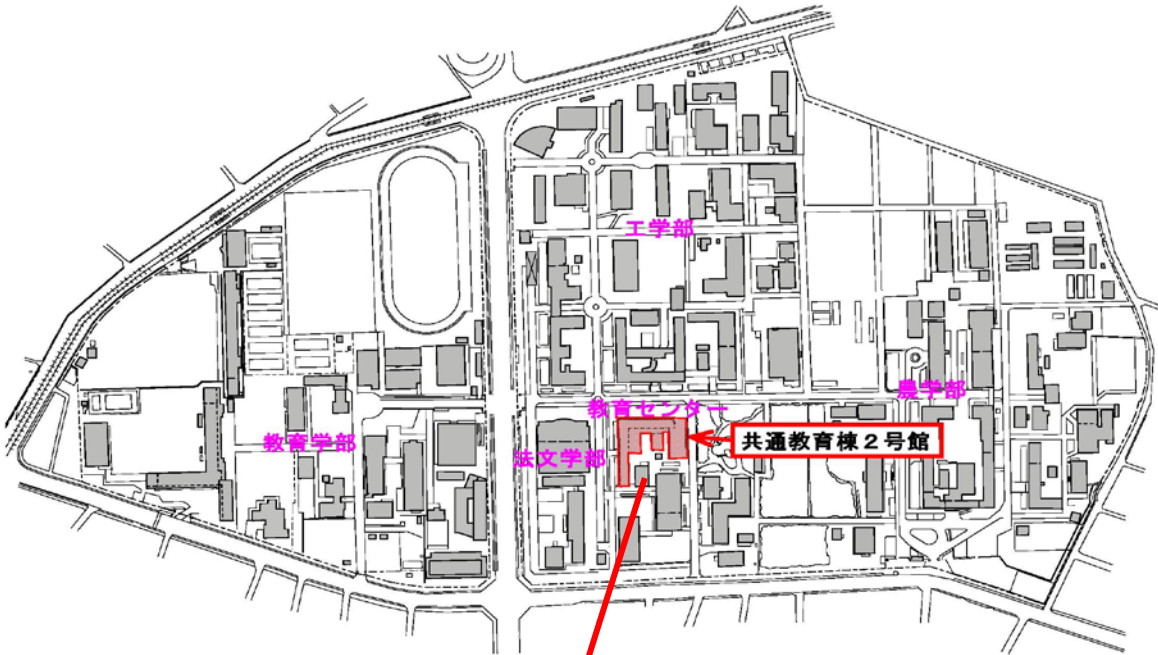 工学部
農学部
教育センター
共通教育棟２号館
教育学部
法文学部